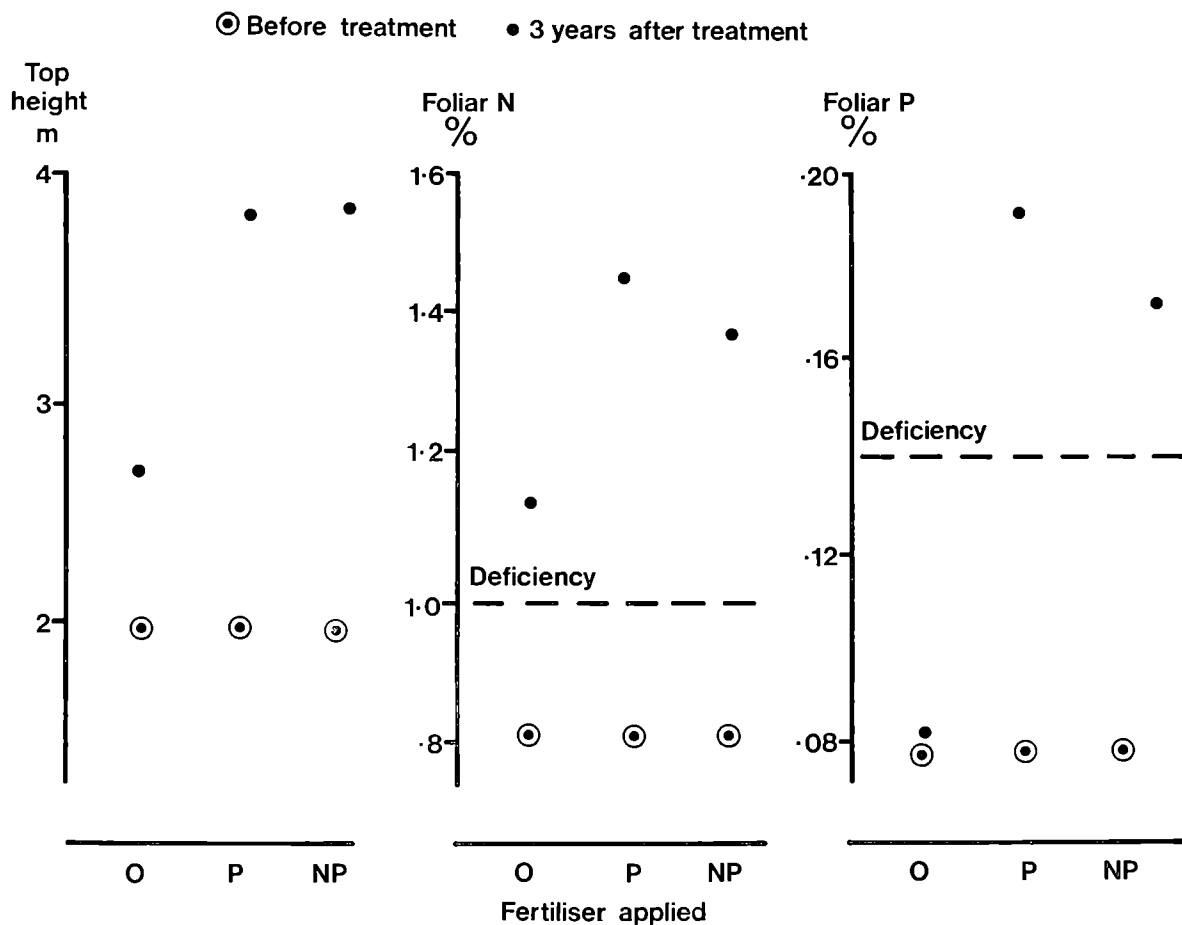 Before treatment
3 years after treatment
Top
height
m
4
3
2
O P NP
Foliar N
%
1·6
1·4
1·2
Deficiency
1·0
·8
O P NP
Fertiliser applied
Foliar P
%
·20
·16
Deficiency
·12
·08
O P NP